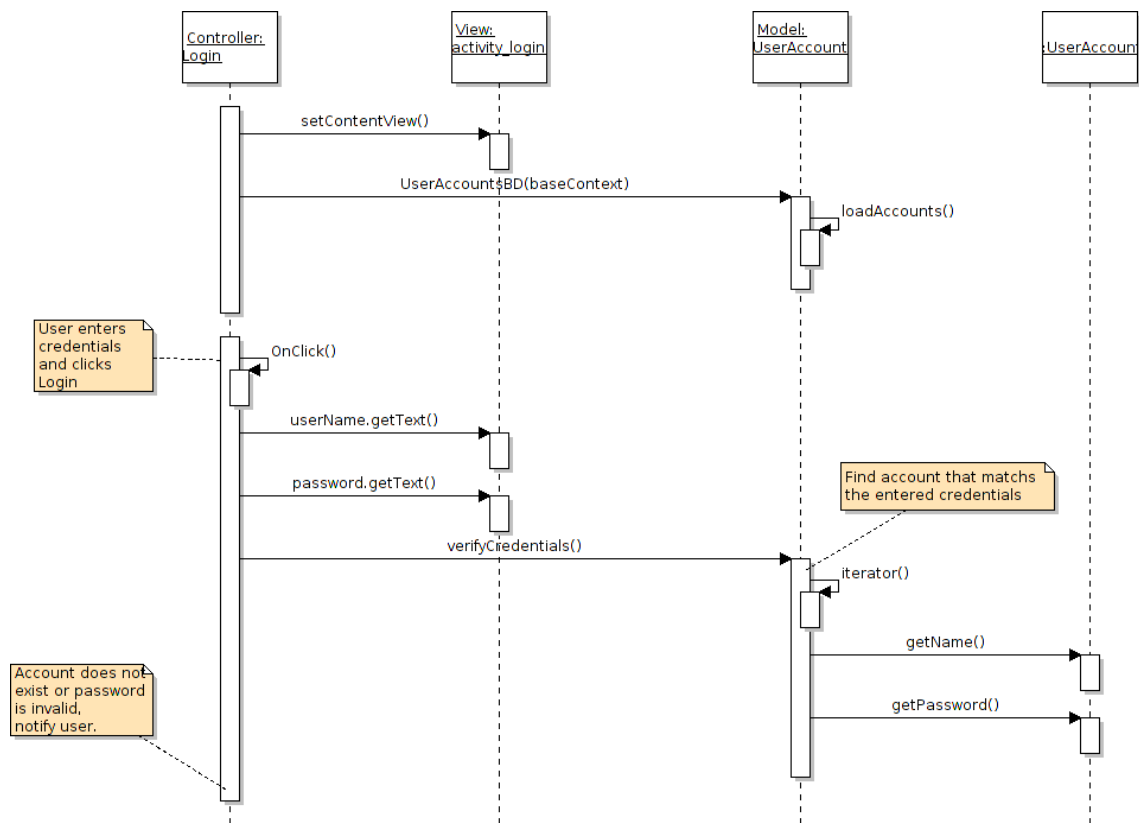 Controller:
Login
View:
activity_login
Model:
UserAccount
:UserAccount
setContentView()
UserAccountsBD(baseContext)
loadAccounts()
User enters
credentials
and clicks
Login
OnClick()
userName.getText()
password.getText()
Find account that matchs
the entered credentials
verifyCredentials()
iterator()
getName()
Account does not
exist or password
is invalid,
notify user.
getPassword()